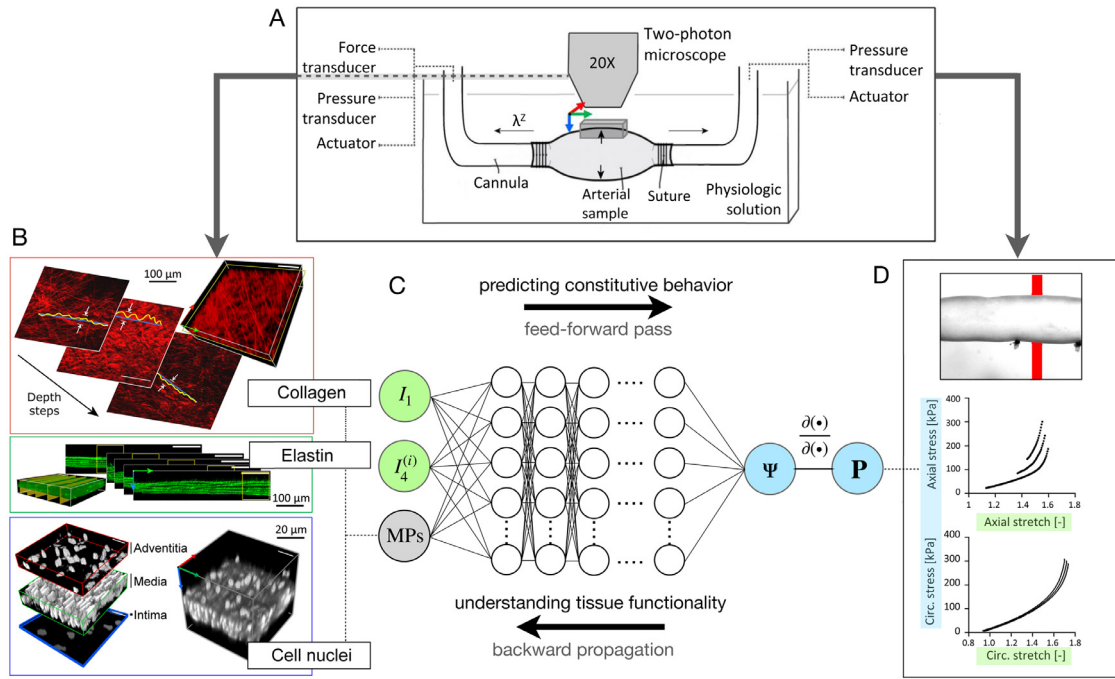 A
Force
transducer
Pressure
transducer
Actuator
Two-photon
microscope
20X
Pressure
transducer
Actuator
λᶻ
Cannula
Arterial
sample
Suture
Physiologic
solution
B
100 μm
Depth
steps
Collagen
Elastin
100 μm
20 μm
Adventitia
Media
Intima
Cell nuclei
C
predicting constitutive behavior
feed-forward pass
I₁
I₄⁽ⁱ⁾
MPs
Ψ
∂(•)
∂(•)
P
understanding tissue functionality
backward propagation
D
Axial stress [kPa]
400
300
200
100
0
1 1.2 1.4 1.6 1.8
Axial stretch [-]
Circ. stress [kPa]
400
300
200
100
0
0.8 1.0 1.2 1.4 1.6 1.8
Circ. stretch [-]